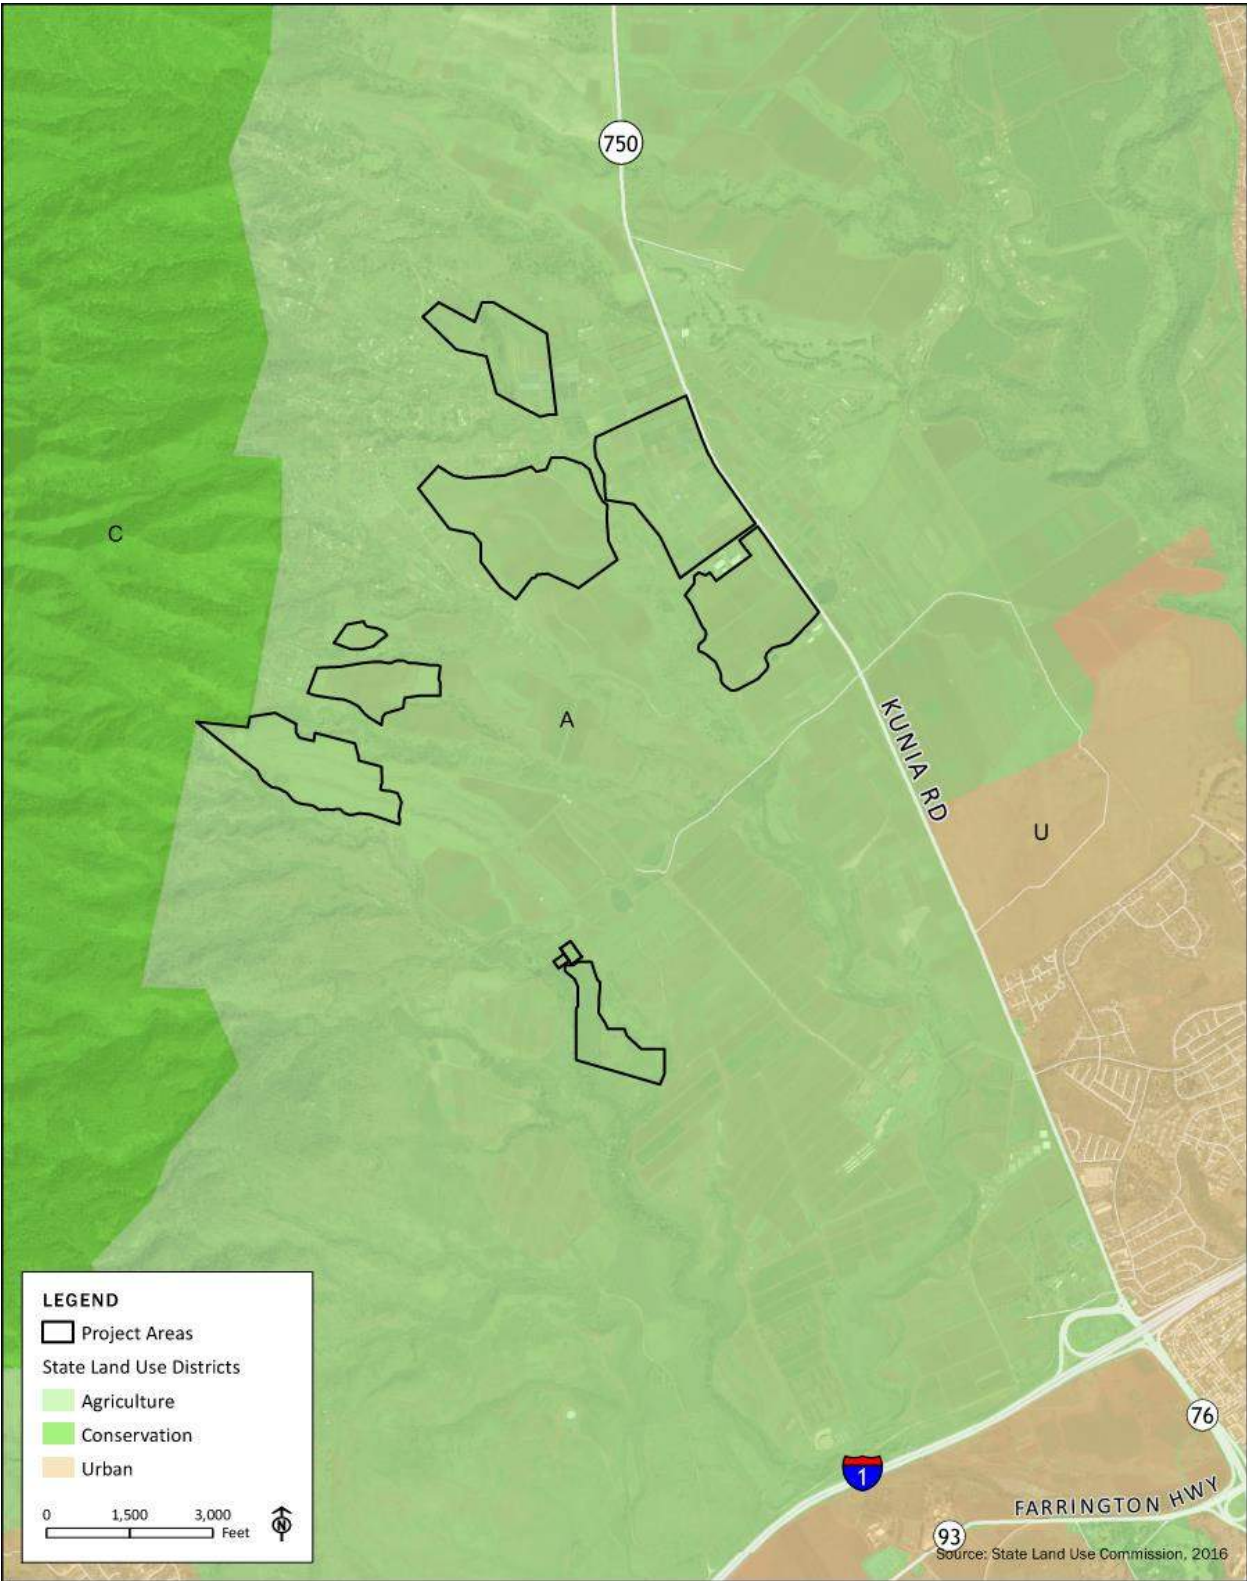 750
C
A
KUNIA RD
U
LEGEND
Project Areas
State Land Use Districts
Agriculture
Conservation
Urban
0 1,500 3,000
Feet
N
76
1
FARRINGTON HWY
93
Source: State Land Use Commission, 2016